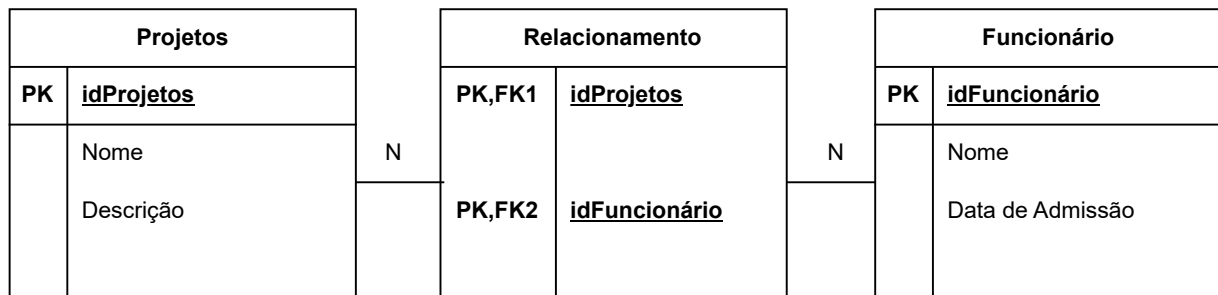 Projetos
PK idProjetos
Nome
Descrição
N
Relacionamento
PK,FK1 idProjetos
PK,FK2 idFuncionário
N
Funcionário
PK idFuncionário
Nome
Data de Admissão